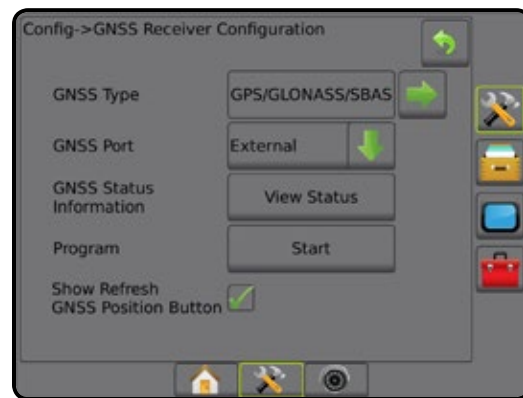 Config->GNSS Receiver Configuration
GNSS Type
GPS/GLONASS/SBAS
GNSS Port
External
GNSS Status
Information
View Status
Program
Start
Show Refresh
GNSS Position Button